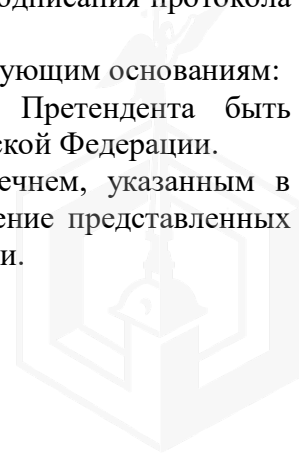 одписания протокола
ующим основаниям:
Претендента быть
ской Федерации.
ечнем, указанным в
ение представленных
и.